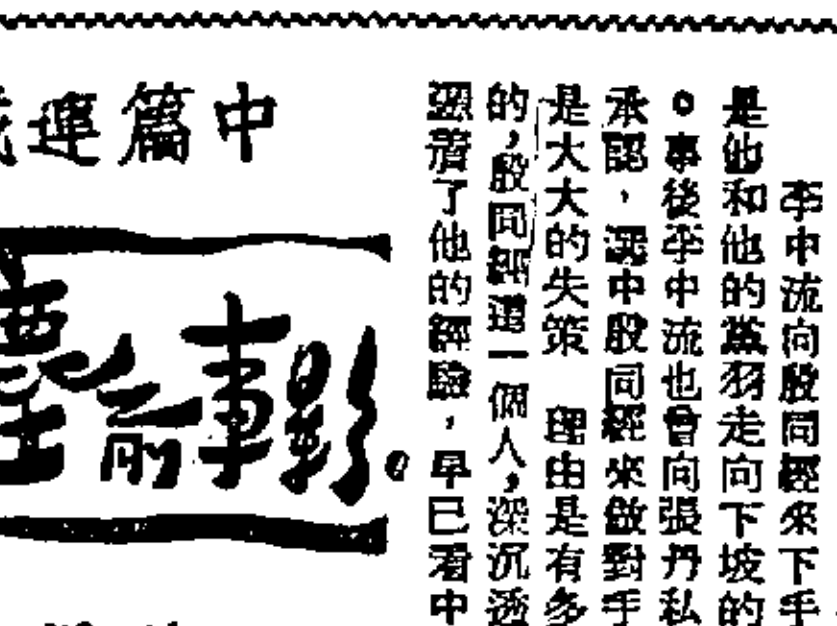 李中流向殷同經來下手
是他和他的黨羽走向下坡的
。事後李中流也曾向張丹私
承認,選中殷同經來做對手
是大大的失策 理由是有多
的,殷同經這一個人,深沉透
了他的經驗,早已看中
中篇連
前事影